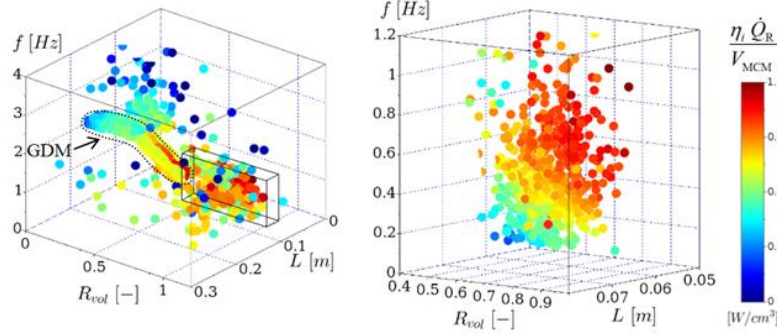 f [Hz]
4
3
2
1
0
GDM
0
0.5
1
R_vol [−]
0.3
0.2
0.1
0
L [m]
f [Hz]
1.2
1
0.8
0.6
0.4
0.2
0
0.4 0.5 0.6 0.7 0.8 0.9
R_vol [−]
0.07 0.06 0.05
L [m]
η_i Q̇_R
V_MCM
[W/cm³]